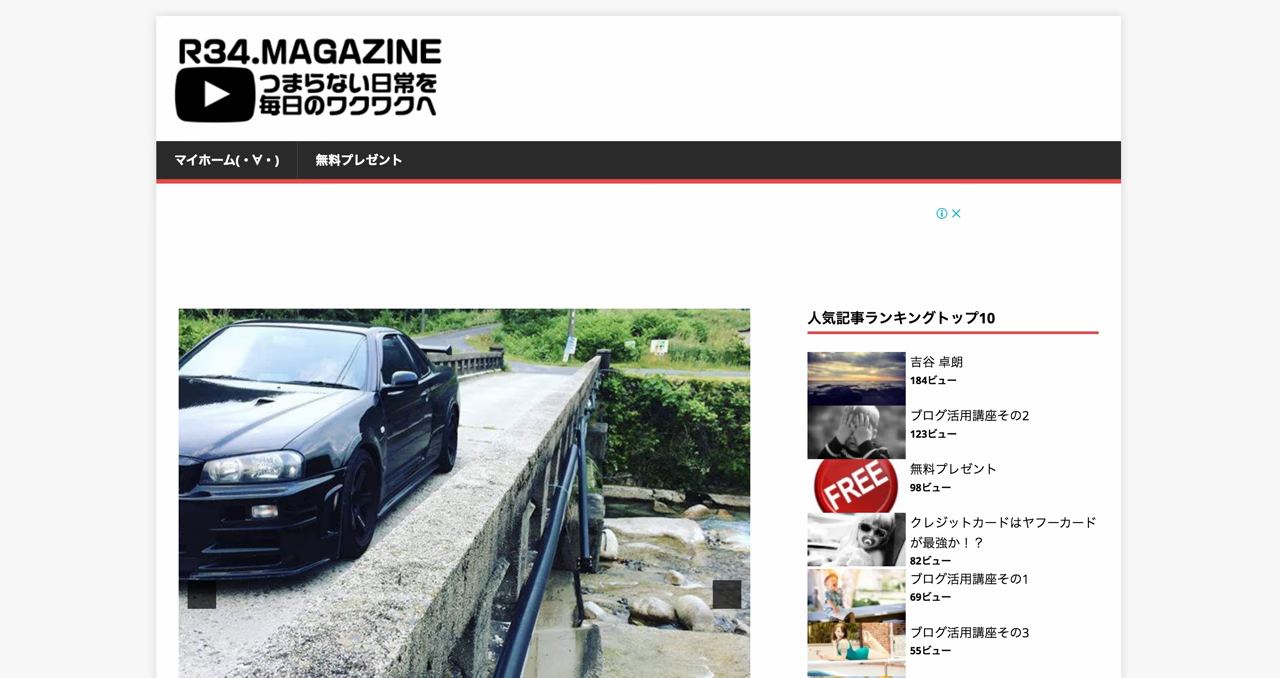 R34.MAGAZINE
つまらない日常を
毎日のワクワクへ
マイホーム(・∀・)
無料プレゼント
人気記事ランキングトップ10
吉谷 卓朗
184ビュー
ブログ活用講座その2
123ビュー
無料プレゼント
98ビュー
FREE
クレジットカードはヤフーカード
が最強か！？
82ビュー
ブログ活用講座その1
69ビュー
ブログ活用講座その3
55ビュー